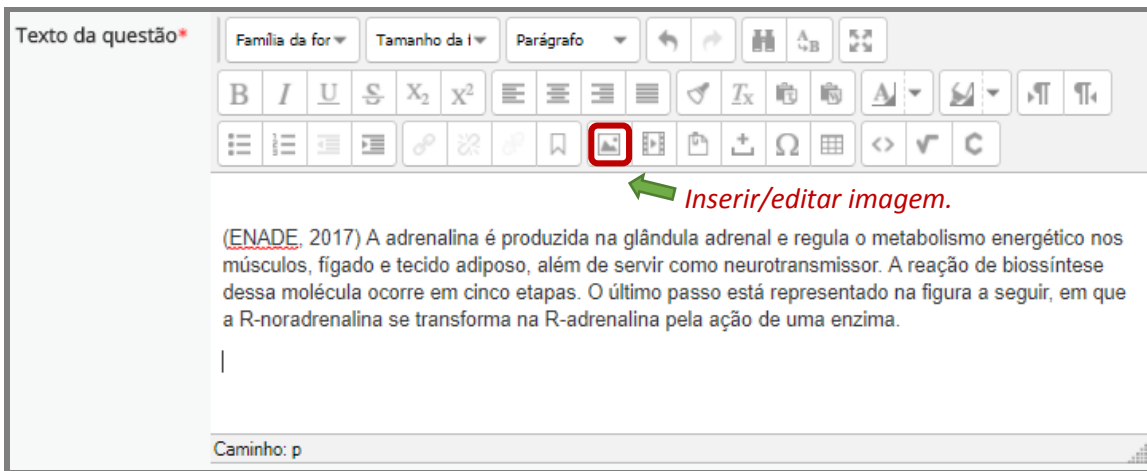 Texto da questão*
Família da for Tamanho da f Parágrafo
B I U S X₂ X² Tx A
Ω <> √ C
Inserir/editar imagem.
(ENADE, 2017) A adrenalina é produzida na glândula adrenal e regula o metabolismo energético nos
músculos, fígado e tecido adiposo, além de servir como neurotransmissor. A reação de biossíntese
dessa molécula ocorre em cinco etapas. O último passo está representado na figura a seguir, em que
a R-noradrenalina se transforma na R-adrenalina pela ação de uma enzima.
Caminho: p